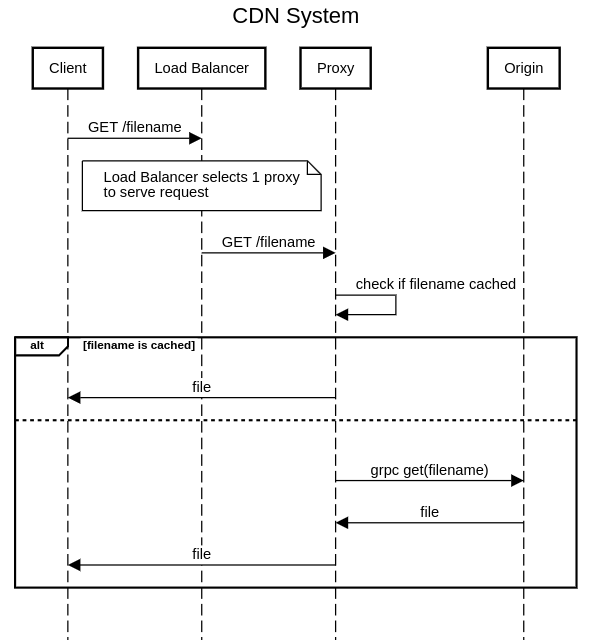 CDN System
Client
Load Balancer
Proxy
Origin
GET /filename
Load Balancer selects 1 proxy
to serve request
GET /filename
check if filename cached
alt
[filename is cached]
file
grpc get(filename)
file
file